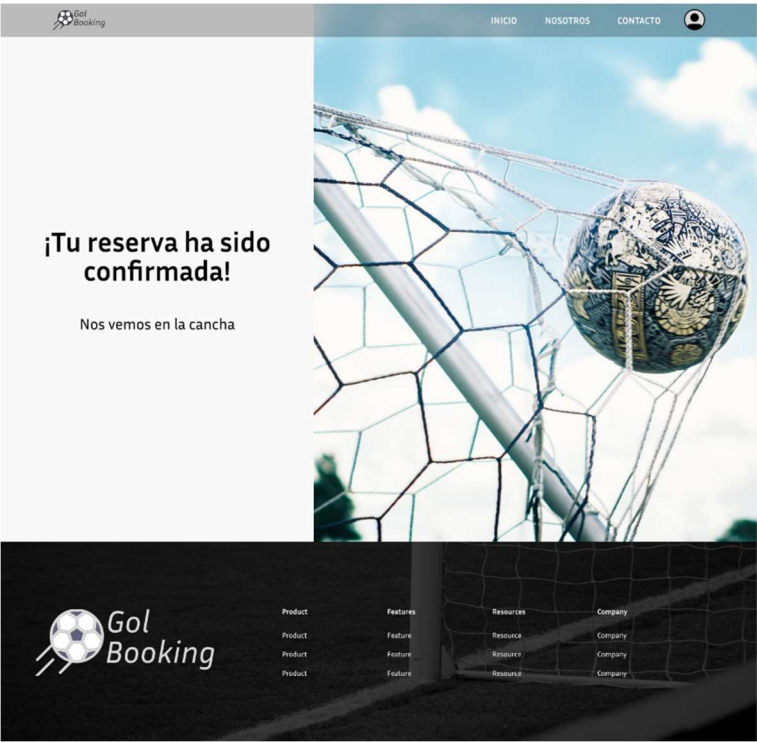 Gol
Booking
INICIO NOSOTROS CONTACTO
¡Tu reserva ha sido
confirmada!
Nos vemos en la cancha
Gol
Booking
Product Features Resources Company
Product Feature Resource Company
Product Feature Resource Company
Product Feature Resource Company